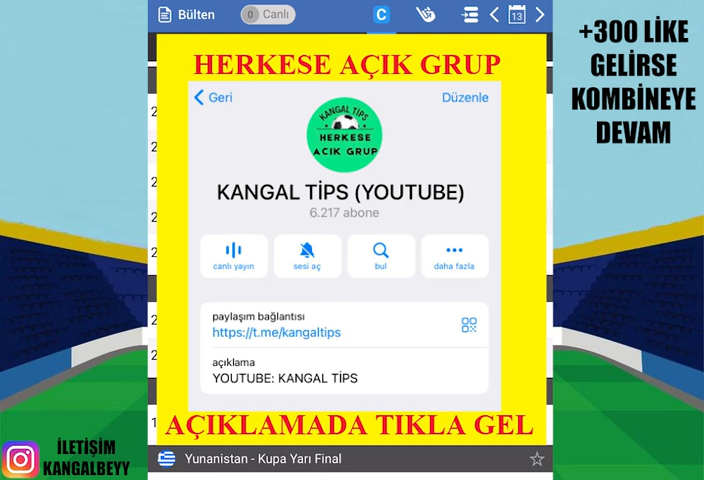 Bülten
0 Canlı
C
13
+300 LİKE
GELİRSE
KOMBİNEYE
DEVAM
HERKESE AÇIK GRUP
Geri
Düzenle
KANGAL TİPS
HERKESE
ACIK GRUP
KANGAL TİPS (YOUTUBE)
6.217 abone
canlı yayın
sesi aç
bul
daha fazla
paylaşım bağlantısı
https://t.me/kangaltips
açıklama
YOUTUBE: KANGAL TİPS
AÇIKLAMADA TIKLA GEL
İLETİŞİM
KANGALBEYY
Yunanistan - Kupa Yarı Final